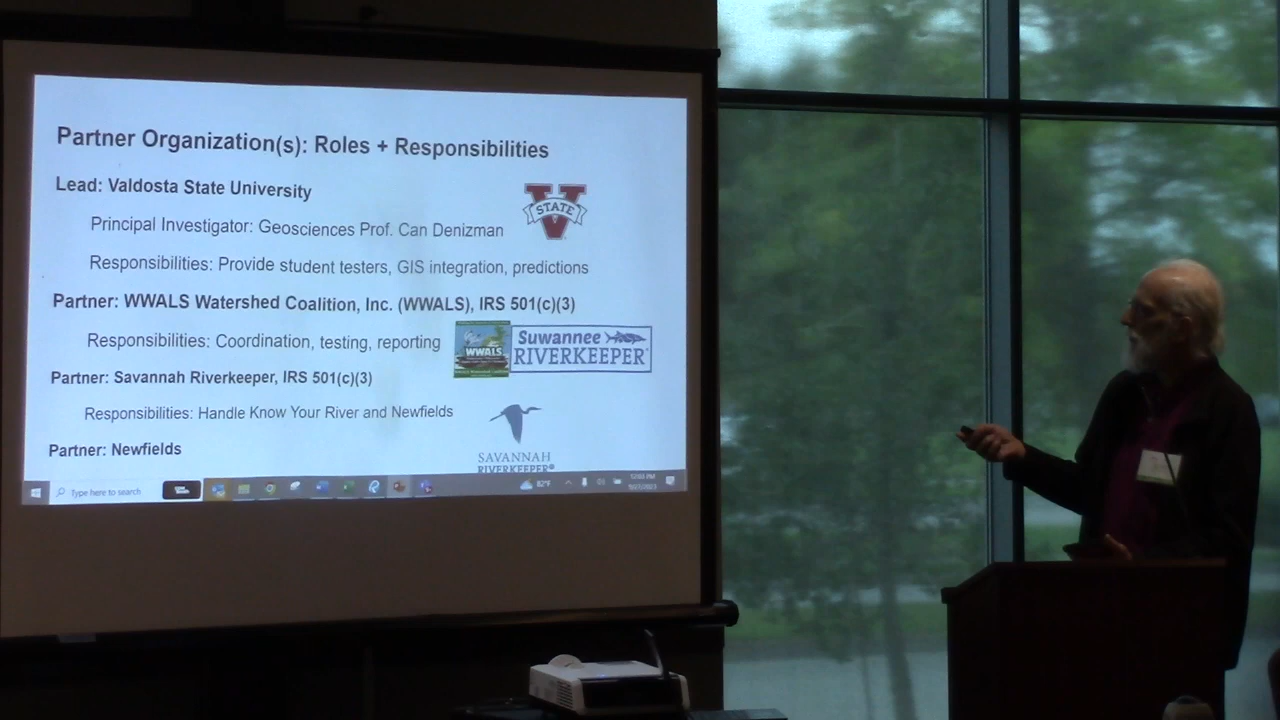 Partner Organization(s): Roles + Responsibilities
Lead: Valdosta State University
V STATE
Principal Investigator: Geosciences Prof. Can Denizman
Responsibilities: Provide student testers, GIS integration, predictions
Partner: WWALS Watershed Coalition, Inc. (WWALS), IRS 501(c)(3)
Responsibilities: Coordination, testing, reporting
WWALS
Suwannee
RIVERKEEPER®
Partner: Savannah Riverkeeper, IRS 501(c)(3)
Responsibilities: Handle Know Your River and Newfields
SAVANNAH
RIVERKEEPER®
Partner: Newfields
Type here to search
82°F